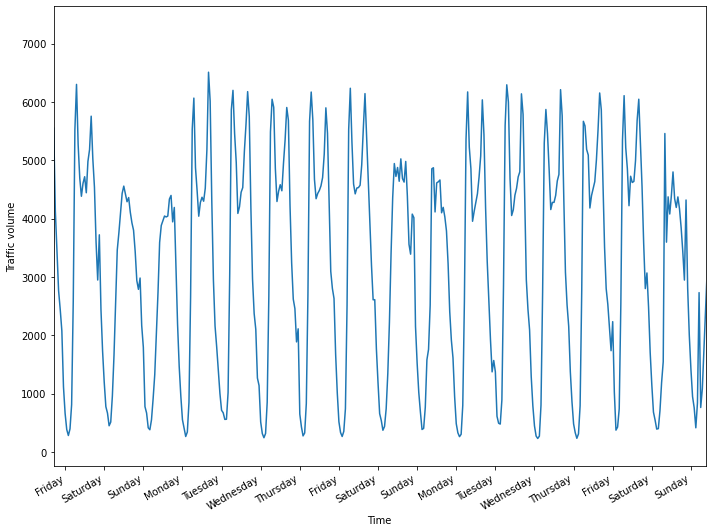 7000
6000
5000
4000
3000
2000
1000
0
Traffic volume
Friday
Saturday
Sunday
Monday
Tuesday
Wednesday
Thursday
Friday
Saturday
Sunday
Monday
Tuesday
Wednesday
Thursday
Friday
Saturday
Sunday
Time